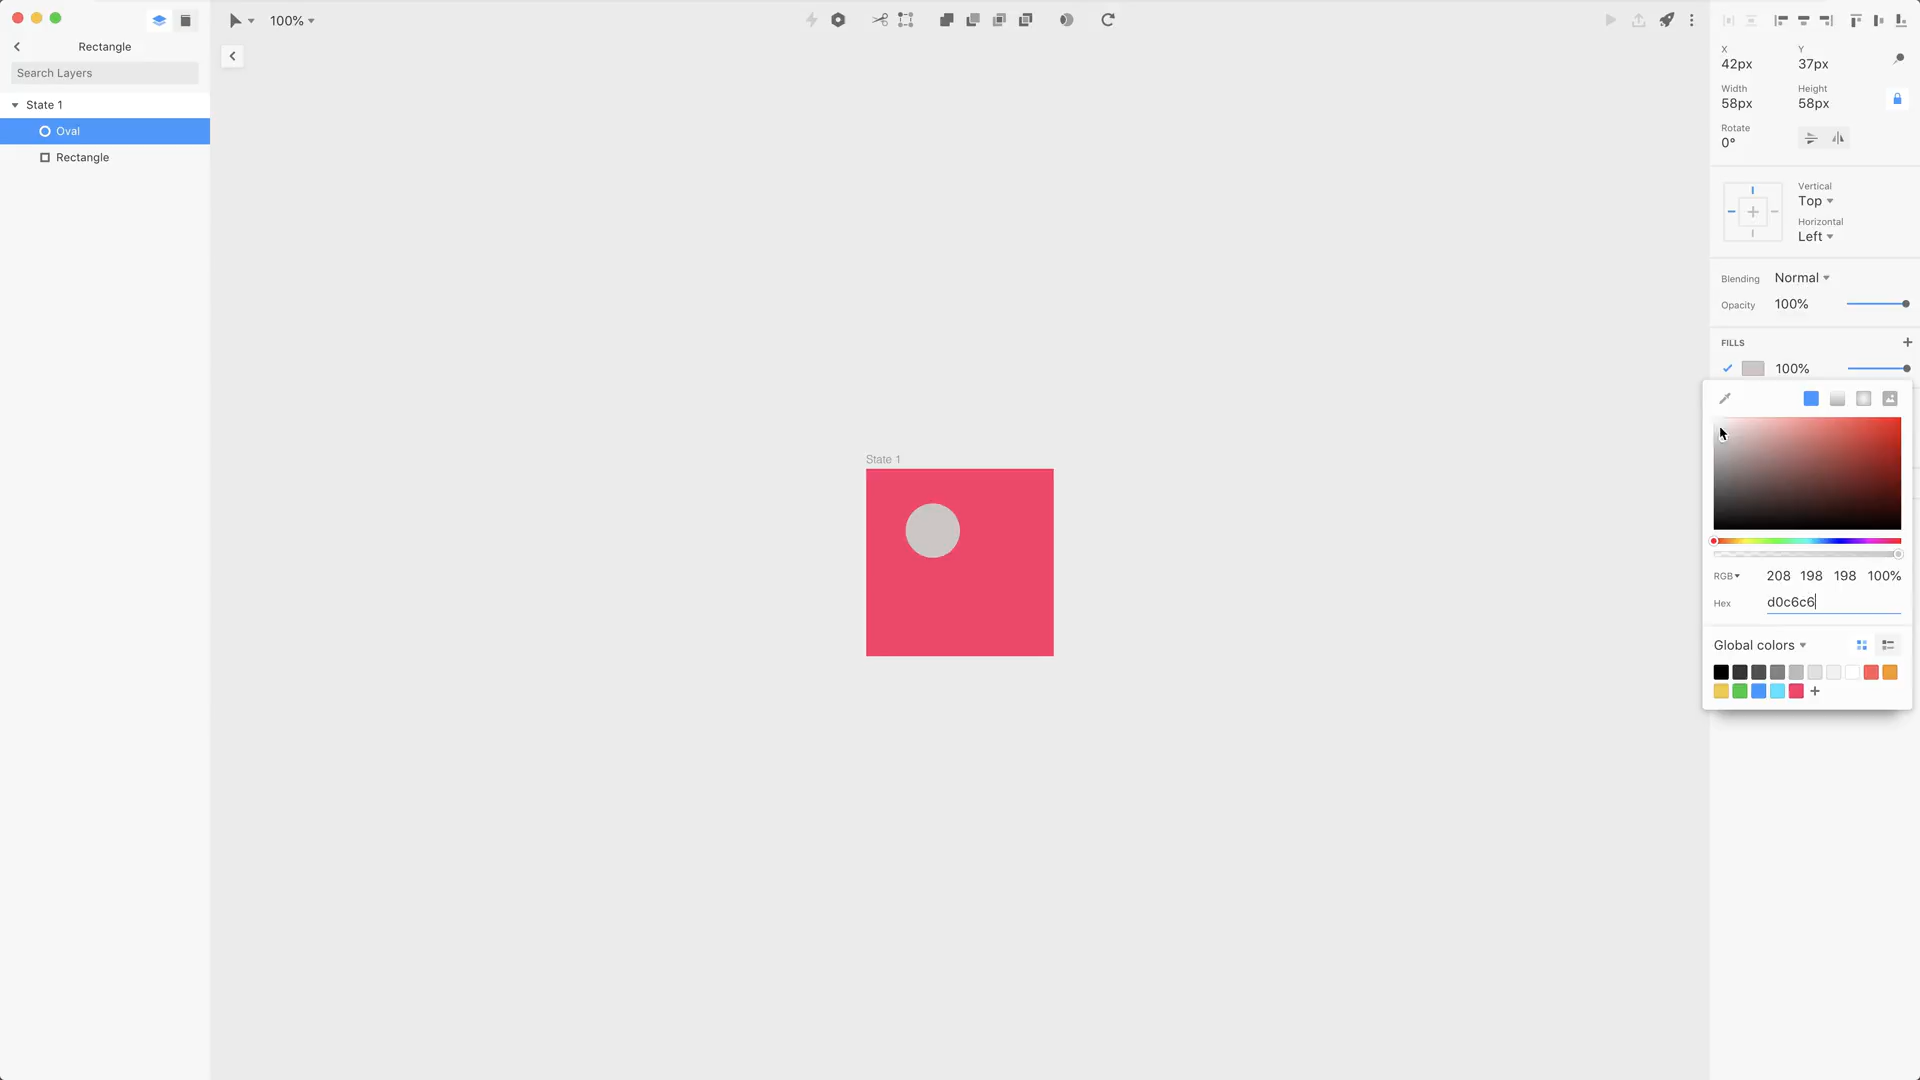 100%
Rectangle
Search Layers
State 1
Oval
Rectangle
State 1
X
Y
42px
37px
Width
Height
58px
58px
Rotate
0°
Vertical
Top
Horizontal
Left
Blending
Normal
Opacity
100%
FILLS
100%
RGB
208
198
198
100%
Hex
d0c6c6
Global colors